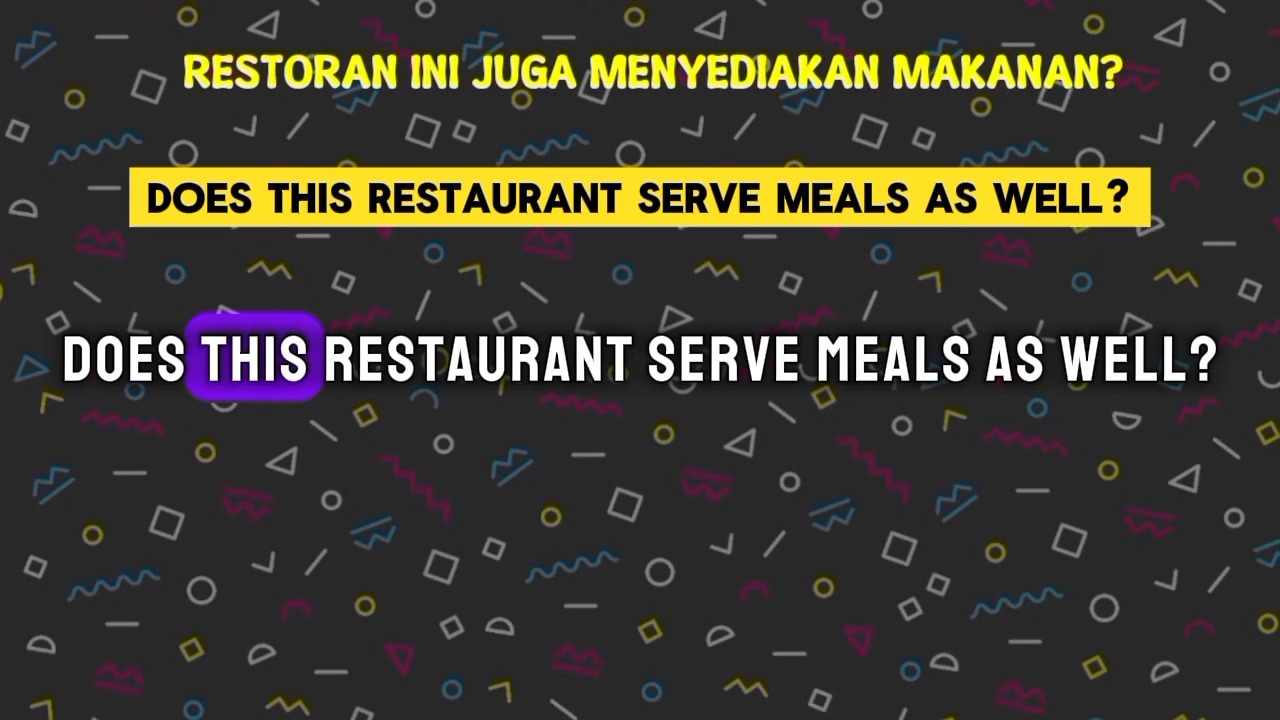 RESTORAN INI JUGA MENYEDIAKAN MAKANAN?
DOES THIS RESTAURANT SERVE MEALS AS WELL?
DOES THIS RESTAURANT SERVE MEALS AS WELL?